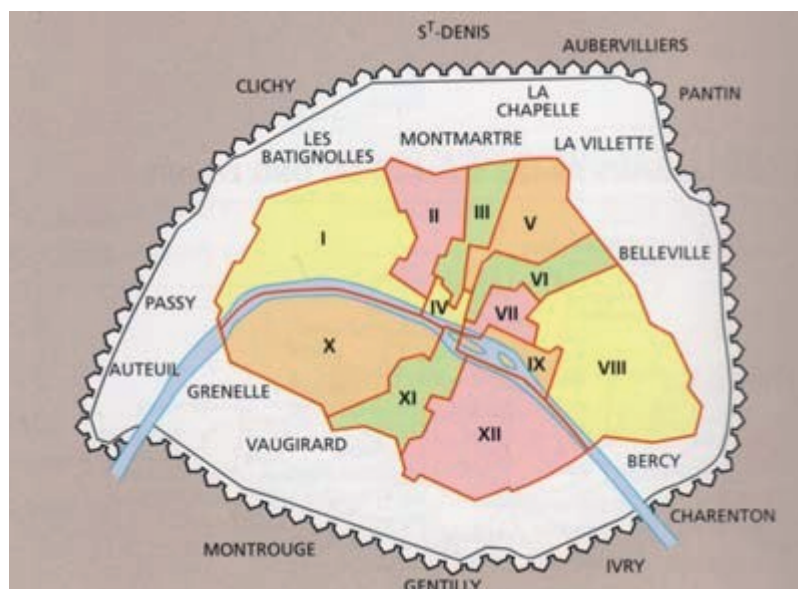 Sᵀ-DENIS
AUBERVILLIERS
CLICHY
PANTIN
LA
CHAPELLE
LES
BATIGNOLLES
MONTMARTRE
LA VILLETTE
I
II
III
V
BELLEVILLE
VI
PASSY
IV
VII
X
IX
VIII
AUTEUIL
GRENELLE
XI
VAUGIRARD
XII
BERCY
CHARENTON
MONTROUGE
IVRY
GENTILLY